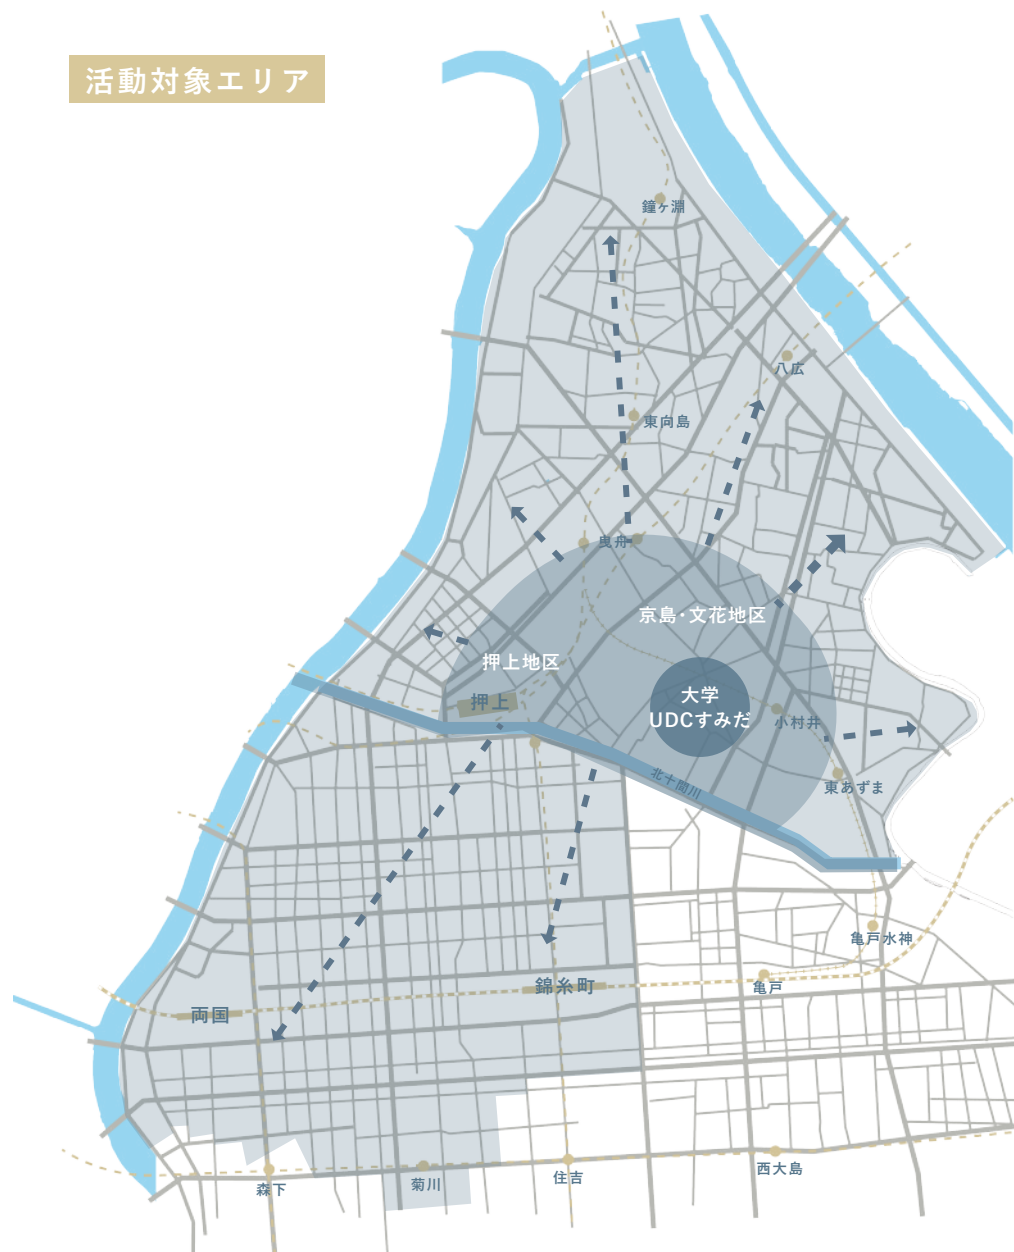 活動対象エリア
鐘ヶ淵
八広
東向島
曳舟
京島・文花地区
押上地区
押上
大学
UDCすみだ
小村井
北十間川
東あずま
亀戸水神
錦糸町
亀戸
両国
西大島
住吉
菊川
森下